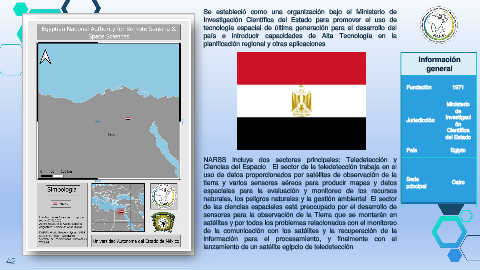 Egyptian National Authority for Remote Sensing &
Space Sciences
Simbología
Universidad Autónoma del Estado de México
Se estableció como una organización bajo el Ministerio de
Investigación Científica del Estado para promover el uso de
tecnología espacial de última generación para el desarrollo del
país e introducir capacidades de Alta Tecnología en la
planificación regional y otras aplicaciones
NARSS incluye dos sectores principales: Teledetección y
Ciencias del Espacio El sector de la teledetección trabaja en el
uso de datos proporcionados por satélites de observación de la
tierra y varios sensores aéreos para producir mapas y datos
espaciales para la evaluación y monitoreo de los recursos
naturales, los peligros naturales y la gestión ambiental El sector
de las ciencias espaciales está preocupado por el desarrollo de
sensores para la observación de la Tierra que se montarán en
satélites y por todos los problemas relacionados con el monitoreo
de la comunicación con los satélites y la recuperación de la
información para el procesamiento, y finalmente con el
lanzamiento de un satélite egipcio de teledetección
Información
general
Fundación 1971
Jurisdicción Ministerio
de
Investigaci
ón
Científica
del Estado
País Egipto
Sede
principal Cairo